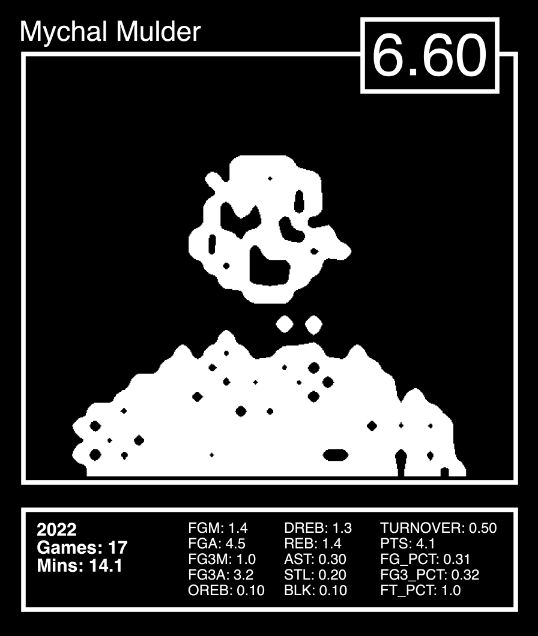 Mychal Mulder
6.60
2022
Games: 17
Mins: 14.1
FGM: 1.4
FGA: 4.5
FG3M: 1.0
FG3A: 3.2
OREB: 0.10
DREB: 1.3
REB: 1.4
AST: 0.30
STL: 0.20
BLK: 0.10
TURNOVER: 0.50
PTS: 4.1
FG_PCT: 0.31
FG3_PCT: 0.32
FT_PCT: 1.0